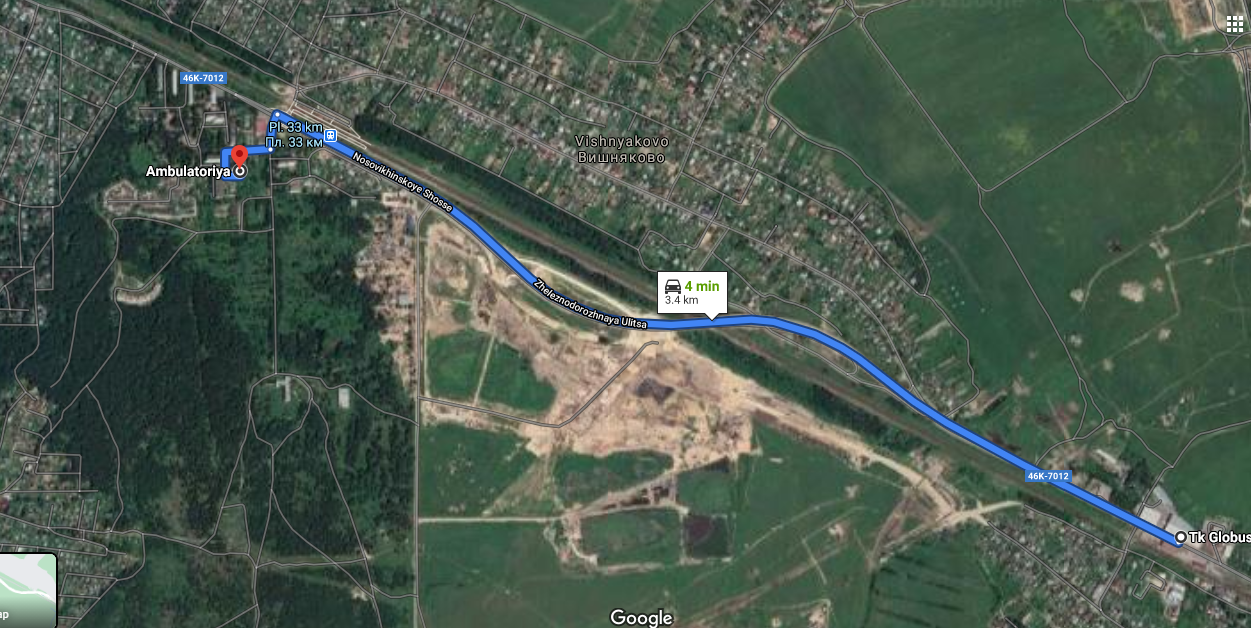 46K-7012
Pl. 33 km
Пл. 33 км
Vishnyakovo
Вишняково
Ambulatoriya
Nosovikhinskoye Shosse
4 min
3.4 km
Zheleznodorozhnaya Ulitsa
46K-7012
Tk Globus
Google